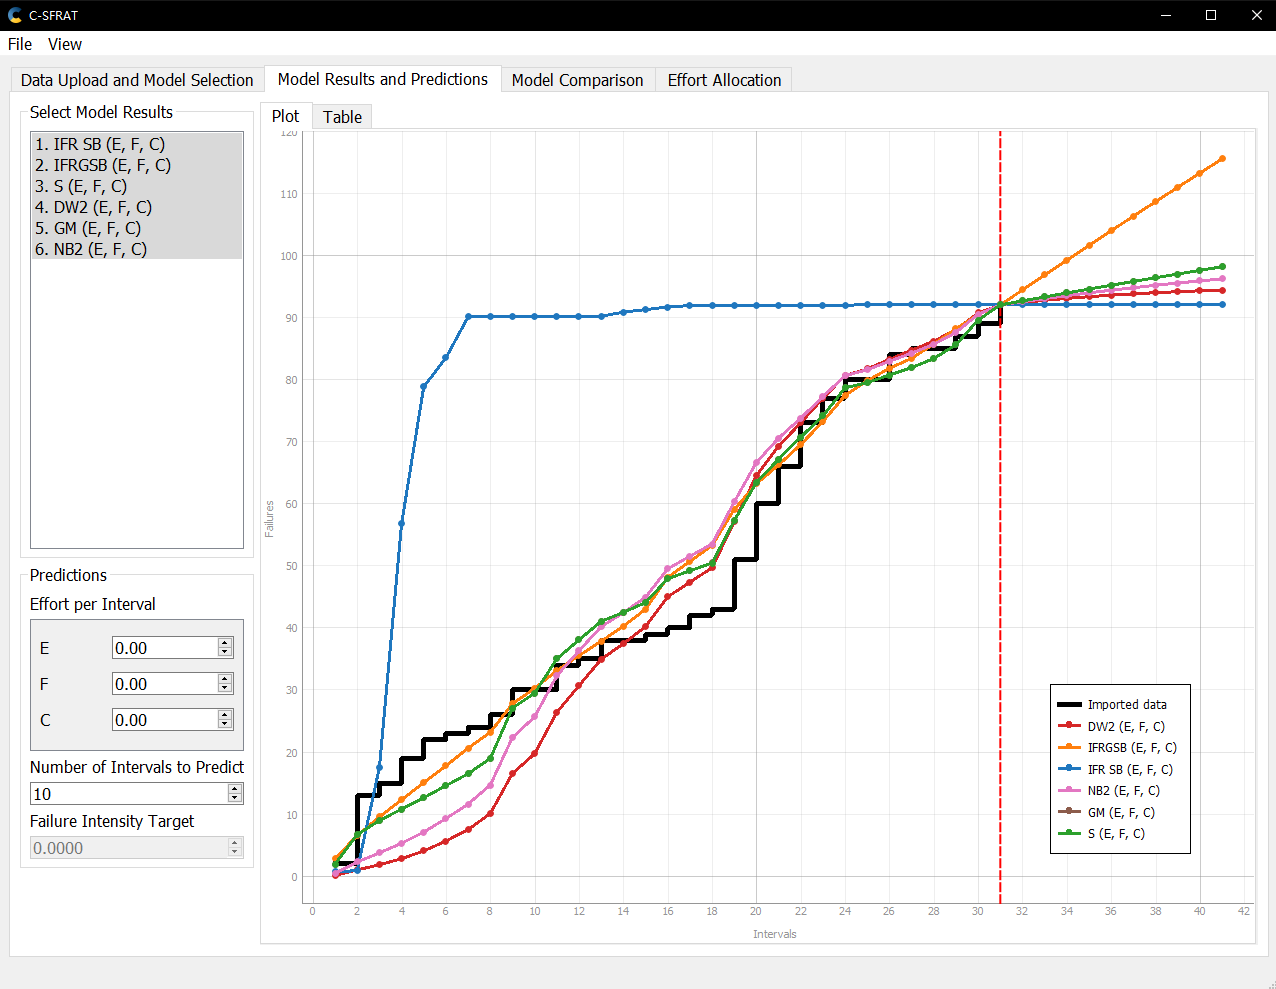 C-SFRAT
File View
Data Upload and Model Selection Model Results and Predictions Model Comparison Effort Allocation
Select Model Results
1. IFR SB (E, F, C)
2. IFRGSB (E, F, C)
3. S (E, F, C)
4. DW2 (E, F, C)
5. GM (E, F, C)
6. NB2 (E, F, C)
Predictions
Effort per Interval
E 0.00
F 0.00
C 0.00
Number of Intervals to Predict
10
Failure Intensity Target
0.0000
Plot Table
120
110
100
90
80
70
60
50
40
30
20
10
0
Failures
0 2 4 6 8 10 12 14 16 18 20 22 24 26 28 30 32 34 36 38 40 42
Intervals
Imported data
DW2 (E, F, C)
IFRGSB (E, F, C)
IFR SB (E, F, C)
NB2 (E, F, C)
GM (E, F, C)
S (E, F, C)